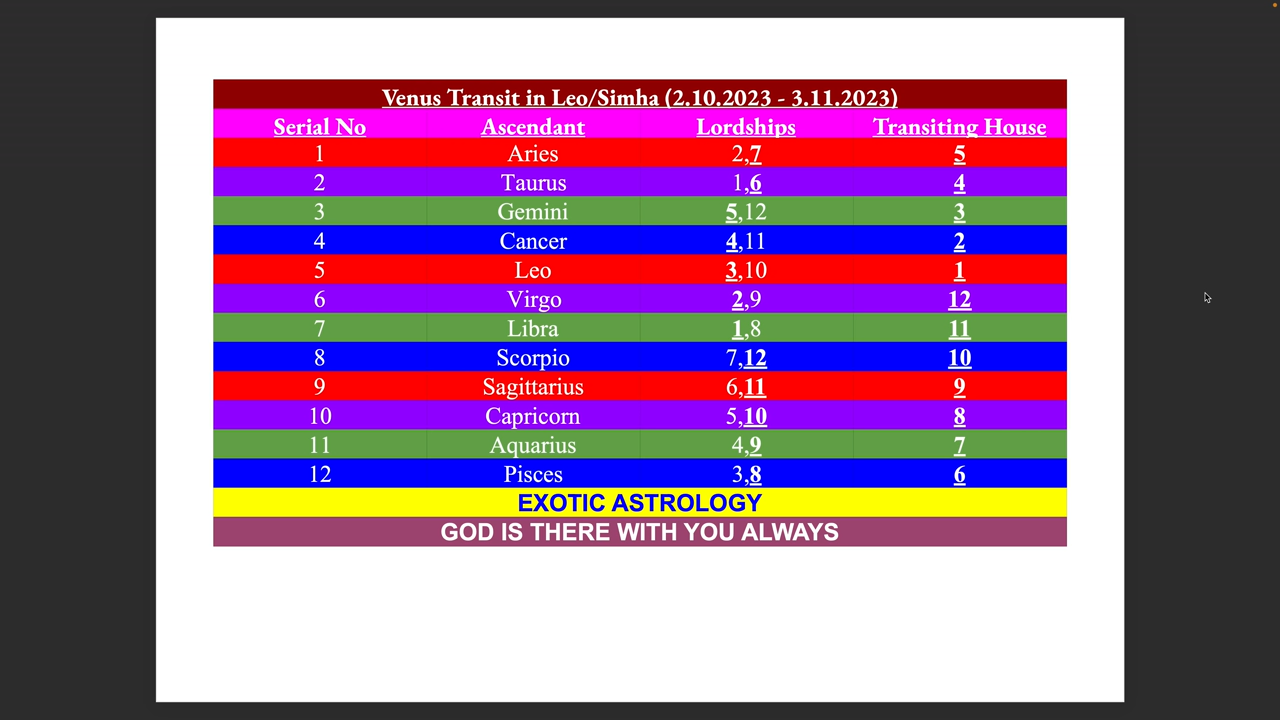 Venus Transit in Leo/Simha (2.10.2023 - 3.11.2023)
Serial No Ascendant Lordships Transiting House
1 Aries 2,7 5
2 Taurus 1,6 4
3 Gemini 5,12 3
4 Cancer 4,11 2
5 Leo 3,10 1
6 Virgo 2,9 12
7 Libra 1,8 11
8 Scorpio 7,12 10
9 Sagittarius 6,11 9
10 Capricorn 5,10 8
11 Aquarius 4,9 7
12 Pisces 3,8 6
EXOTIC ASTROLOGY
GOD IS THERE WITH YOU ALWAYS